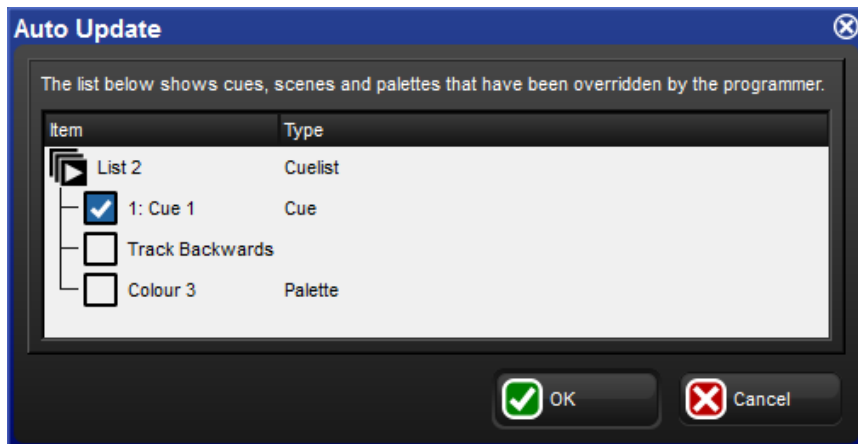 Auto Update
The list below shows cues, scenes and palettes that have been overridden by the programmer.
Item Type
List 2 Cuelist
1: Cue 1 Cue
Track Backwards
Colour 3 Palette
OK Cancel